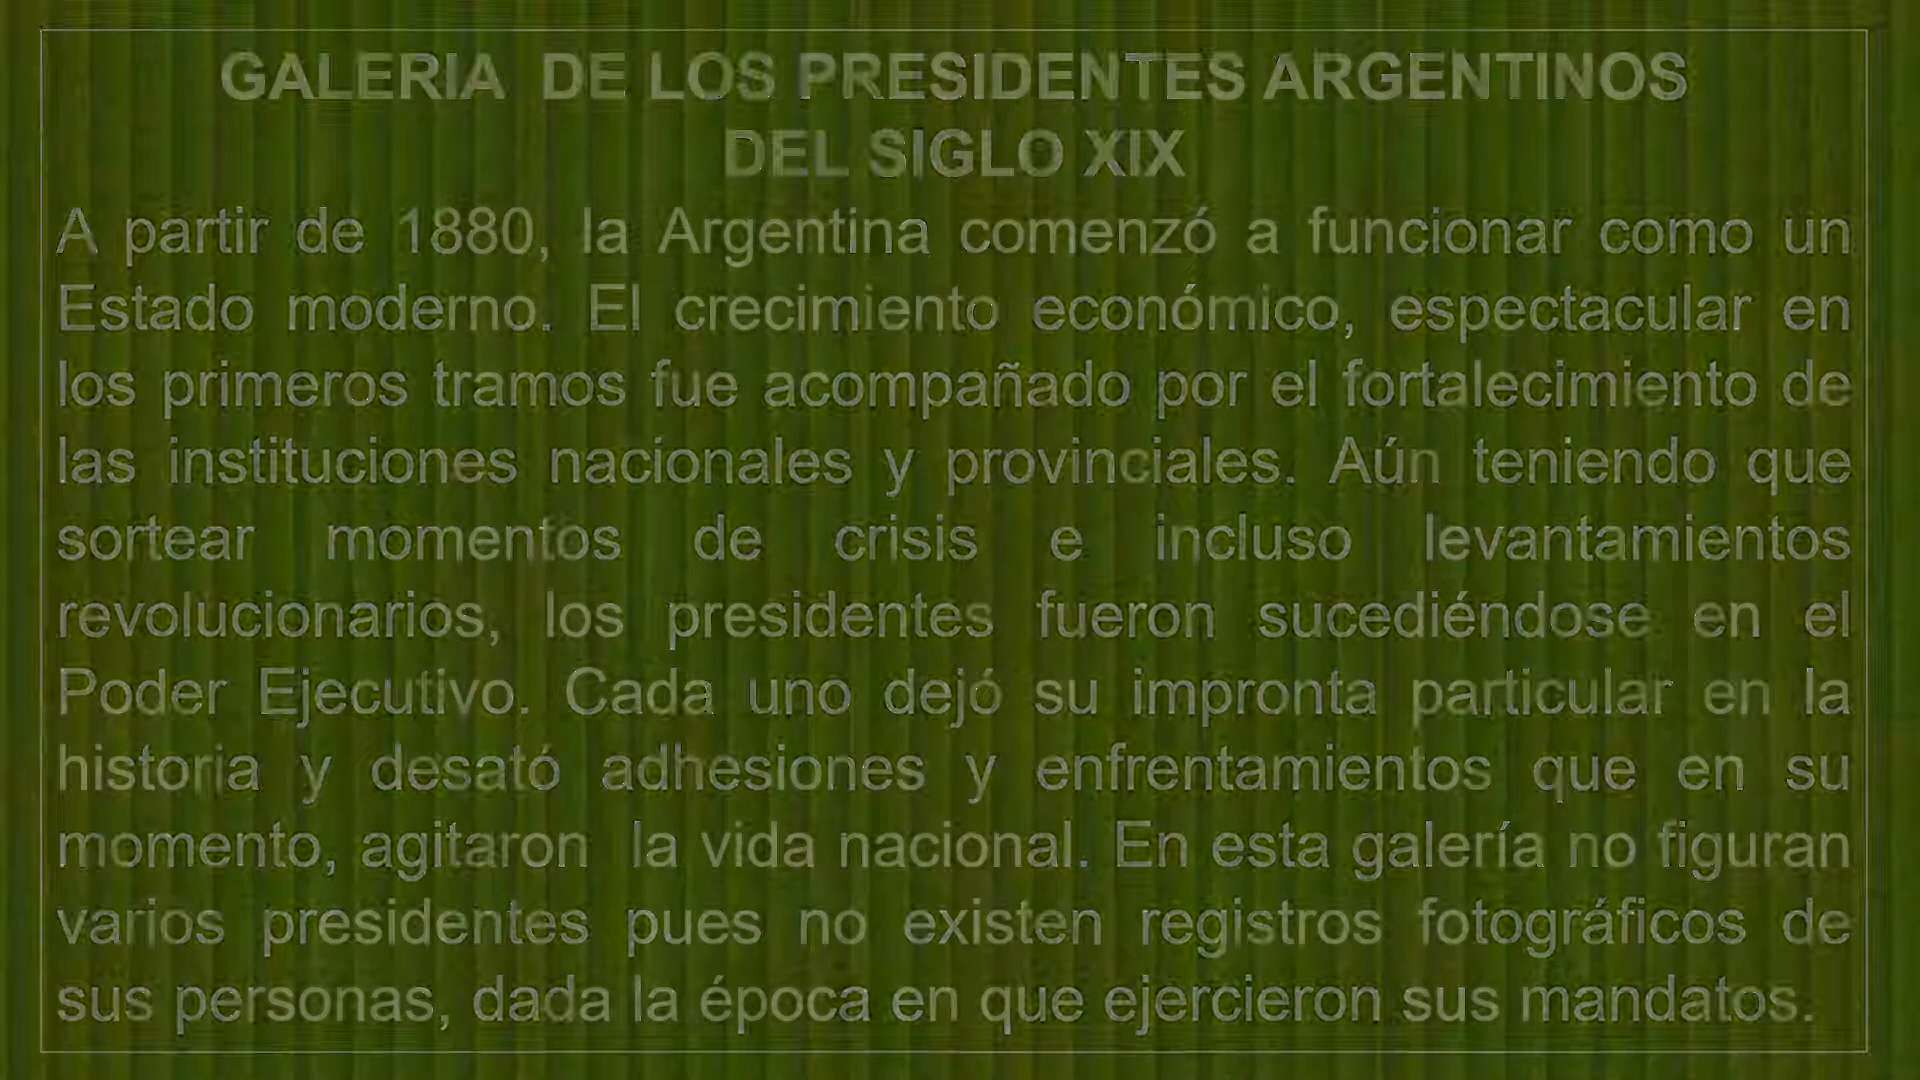 GALERIA DE LOS PRESIDENTES ARGENTINOS
DEL SIGLO XIX
A partir de 1880, la Argentina comenzó a funcionar como un
Estado moderno. El crecimiento económico, espectacular en
los primeros tramos fue acompañado por el fortalecimiento de
las instituciones nacionales y provinciales. Aún teniendo que
sortear momentos de crisis e incluso levantamientos
revolucionarios, los presidentes fueron sucediéndose en el
Poder Ejecutivo. Cada uno dejó su impronta particular en la
historia y desató adhesiones y enfrentamientos que en su
momento, agitaron la vida nacional. En esta galería no figuran
varios presidentes pues no existen registros fotográficos de
sus personas, dada la época en que ejercieron sus mandatos.